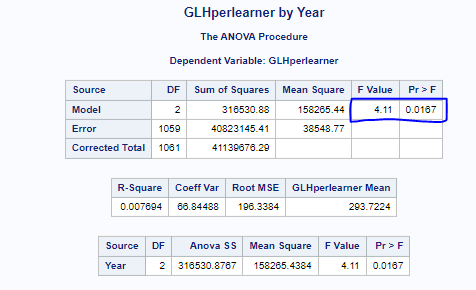 GLHperlearner by Year
The ANOVA Procedure
Dependent Variable: GLHperlearner
Source DF Sum of Squares Mean Square F Value Pr > F
Model 2 316530.88 158265.44 4.11 0.0167
Error 1059 40823145.41 38548.77
Corrected Total 1061 41139676.29
R-Square Coeff Var Root MSE GLHperlearner Mean
0.007694 66.84488 196.3384 293.7224
Source DF Anova SS Mean Square F Value Pr > F
Year 2 316530.8767 158265.4384 4.11 0.0167